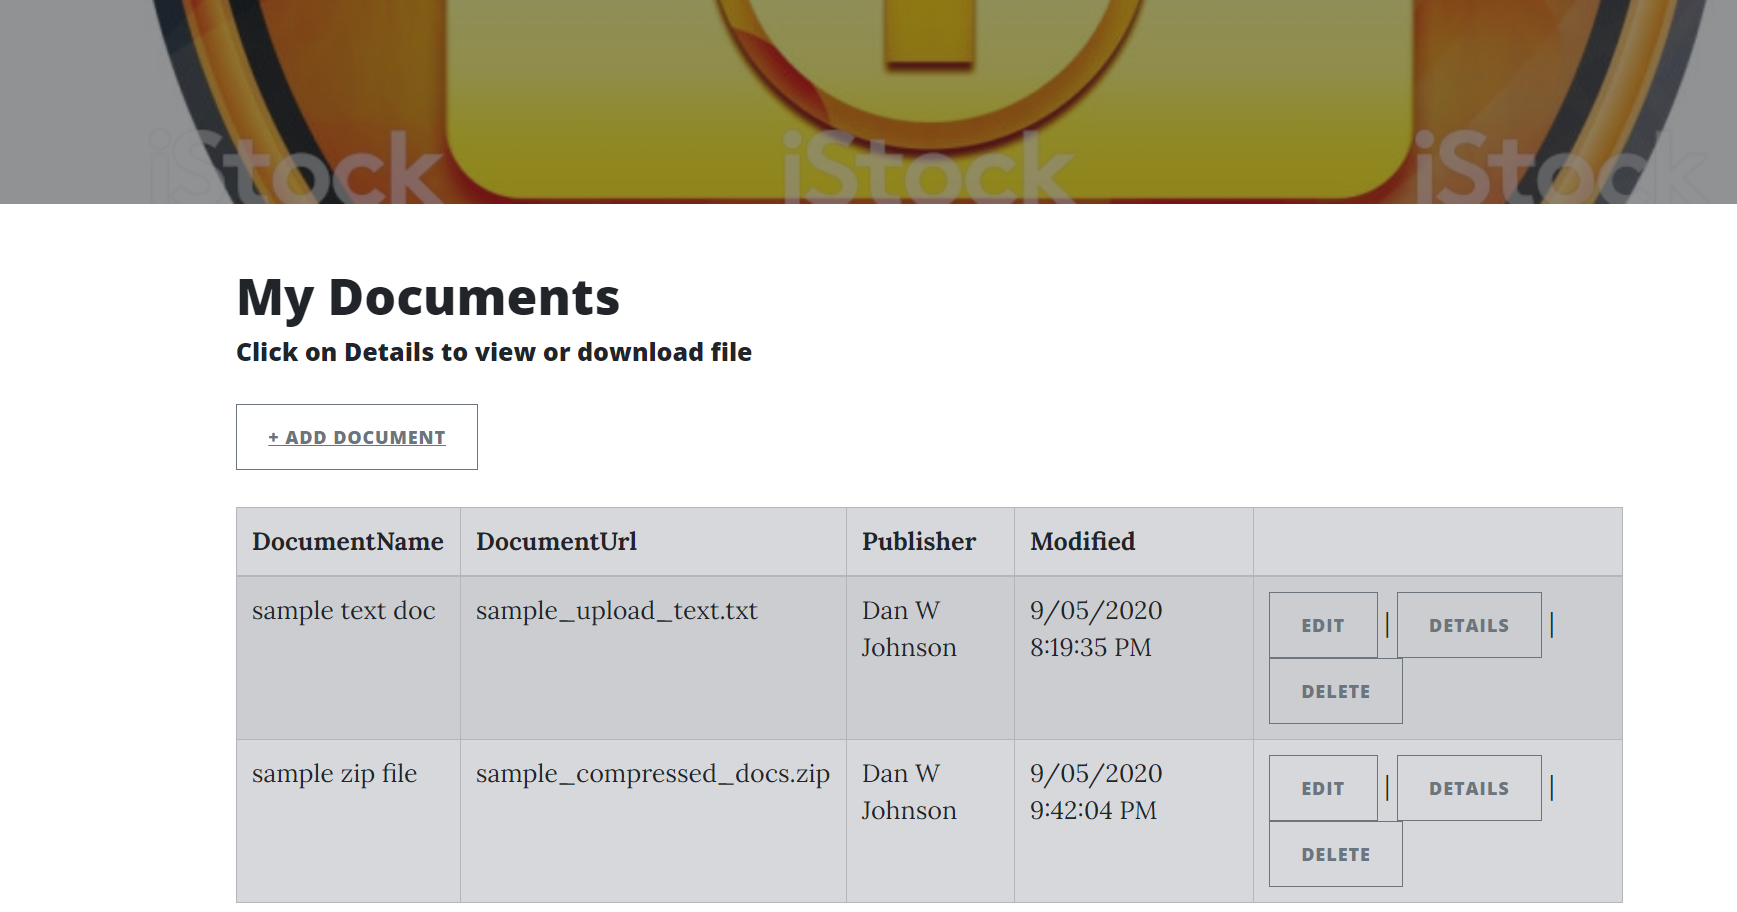 iStock iStock iStock
My Documents
Click on Details to view or download file
+ ADD DOCUMENT
DocumentName DocumentUrl Publisher Modified
sample text doc sample_upload_text.txt Dan W 9/05/2020 EDIT | DETAILS |
Johnson 8:19:35 PM
DELETE
sample zip file sample_compressed_docs.zip Dan W 9/05/2020 EDIT | DETAILS |
Johnson 9:42:04 PM
DELETE